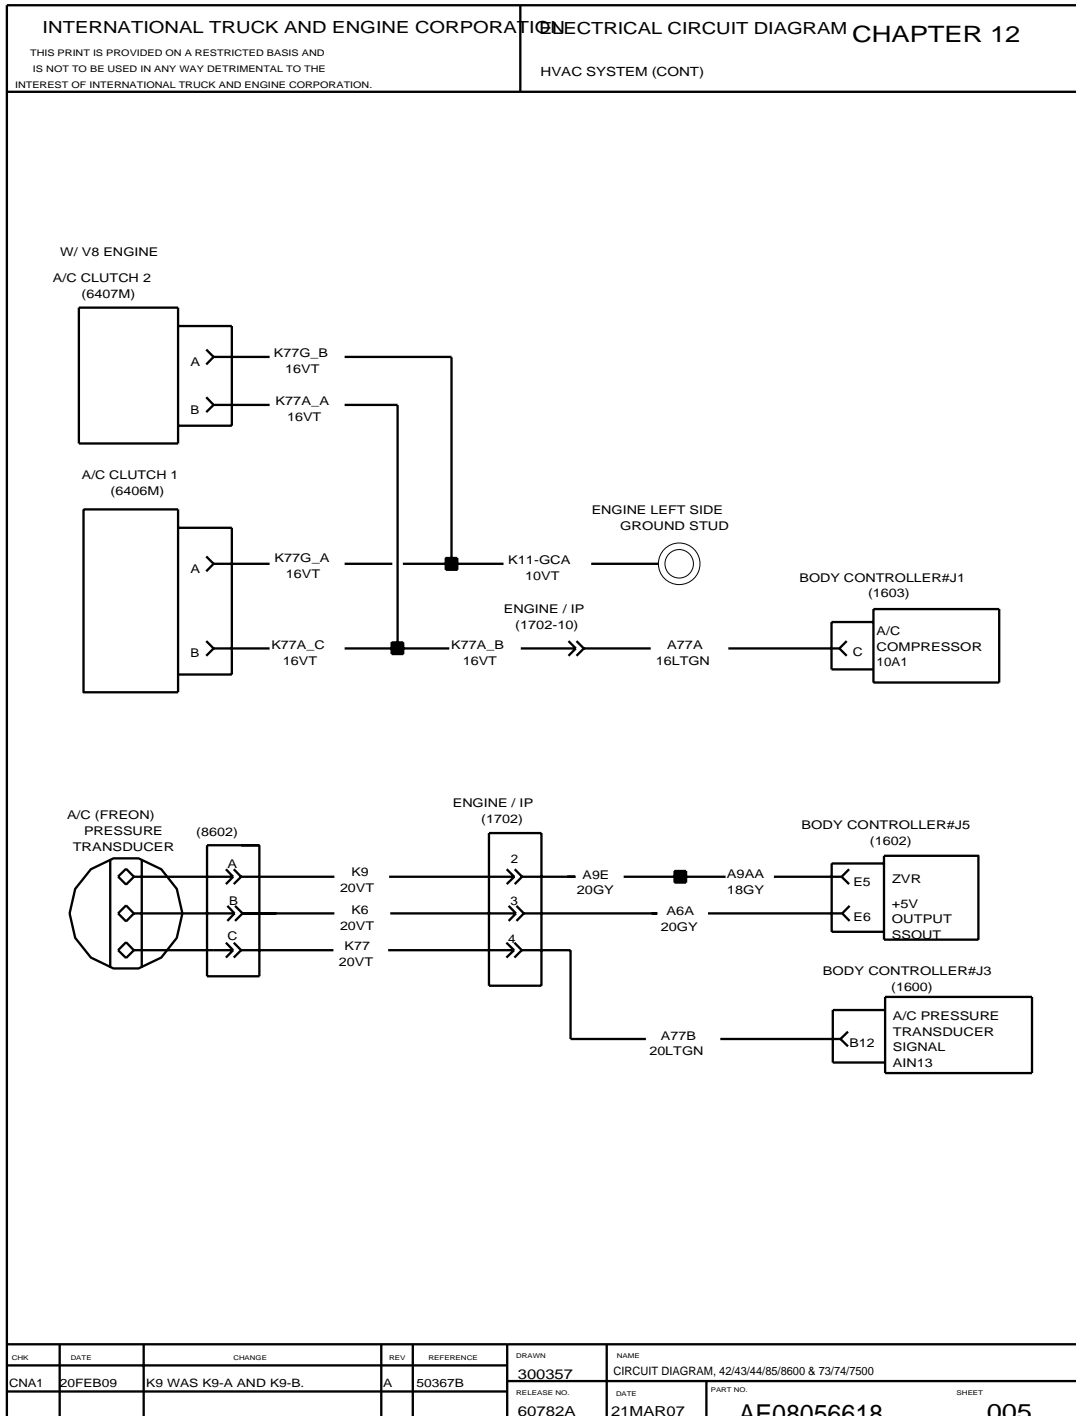 INTERNATIONAL TRUCK AND ENGINE CORPORATION
ELECTRICAL CIRCUIT DIAGRAM
CHAPTER 12
THIS PRINT IS PROVIDED ON A RESTRICTED BASIS AND
IS NOT TO BE USED IN ANY WAY DETRIMENTAL TO THE
INTEREST OF INTERNATIONAL TRUCK AND ENGINE CORPORATION.
HVAC SYSTEM (CONT)
W/ V8 ENGINE
A/C CLUTCH 2
(6407M)
A
K77G_B
16VT
B
K77A_A
16VT
A/C CLUTCH 1
(6406M)
A
K77G_A
16VT
K11-GCA
10VT
ENGINE LEFT SIDE
GROUND STUD
B
K77A_C
16VT
K77A_B
16VT
ENGINE / IP
(1702-10)
A77A
16LTGN
BODY CONTROLLER#J1
(1603)
C
A/C
COMPRESSOR
10A1
A/C (FREON)
PRESSURE
TRANSDUCER
(8602)
ENGINE / IP
(1702)
BODY CONTROLLER#J5
(1602)
A
K9
20VT
2
A9E
20GY
A9AA
18GY
E5
ZVR
B
K6
20VT
3
A6A
20GY
E6
+5V
OUTPUT
SSOUT
C
K77
20VT
4
BODY CONTROLLER#J3
(1600)
A77B
20LTGN
B12
A/C PRESSURE
TRANSDUCER
SIGNAL
AIN13
CHK
DATE
CHANGE
REV
REFERENCE
CNA1
20FEB09
K9 WAS K9-A AND K9-B.
A
50367B
DRAWN
300357
NAME
CIRCUIT DIAGRAM, 42/43/44/85/8600 & 73/74/7500
RELEASE NO.
60782A
DATE
21MAR07
PART NO.
AE08056618
SHEET
005